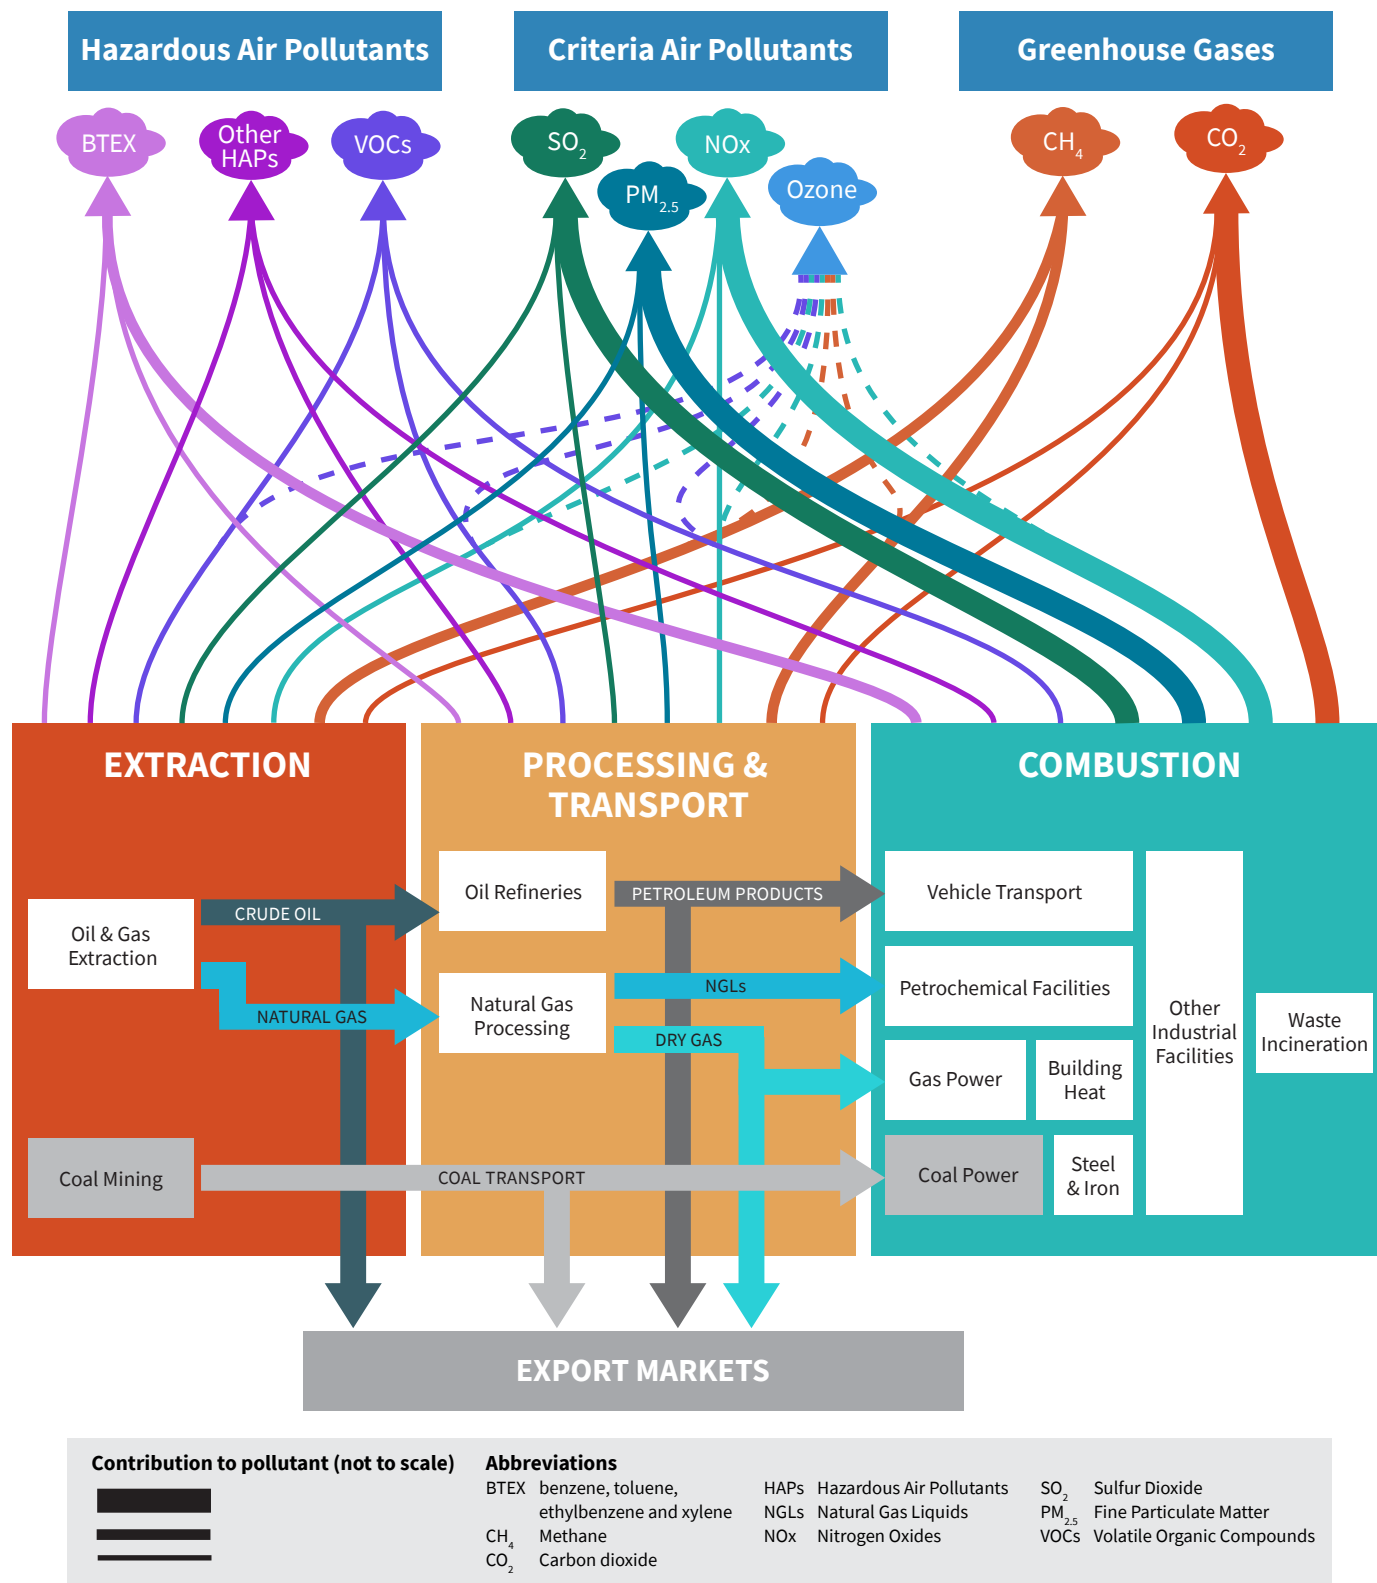 Hazardous Air Pollutants
Criteria Air Pollutants
Greenhouse Gases
BTEX
Other
HAPs
VOCs
SO2
PM2.5
NOx
Ozone
CH4
CO2
EXTRACTION
PROCESSING &
TRANSPORT
COMBUSTION
Oil & Gas
Extraction
CRUDE OIL
NATURAL GAS
Coal Mining
Oil Refineries
Natural Gas
Processing
PETROLEUM PRODUCTS
NGLs
DRY GAS
COAL TRANSPORT
Vehicle Transport
Petrochemical Facilities
Gas Power
Building
Heat
Coal Power
Steel
& Iron
Other
Industrial
Facilities
Waste
Incineration
EXPORT MARKETS
Contribution to pollutant (not to scale)
Abbreviations
BTEX benzene, toluene,
ethylbenzene and xylene
CH4 Methane
CO2 Carbon dioxide
HAPs Hazardous Air Pollutants
NGLs Natural Gas Liquids
NOx Nitrogen Oxides
SO2 Sulfur Dioxide
PM2.5 Fine Particulate Matter
VOCs Volatile Organic Compounds